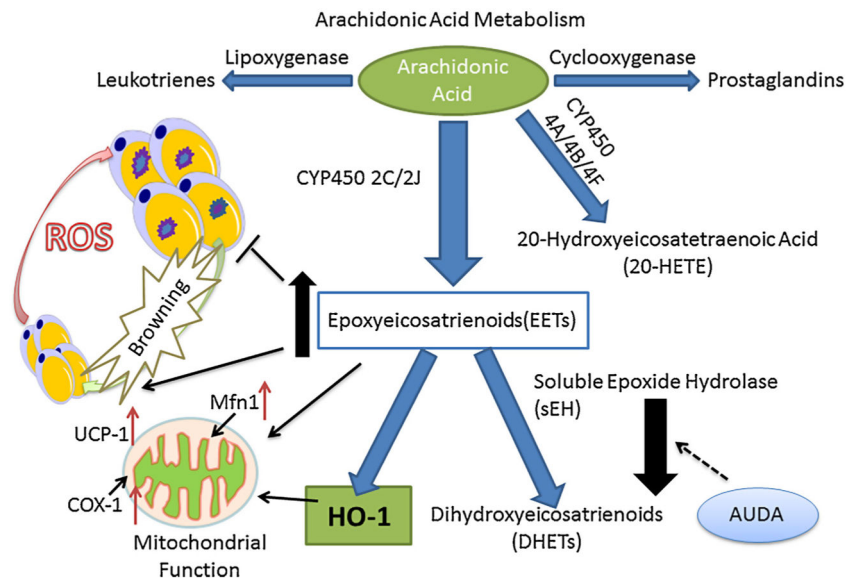 Arachidonic Acid Metabolism
Lipoxygenase
Cyclooxygenase
Leukotrienes
Arachidonic
Acid
Prostaglandins
CYP450
4A/4B/4F
CYP450 2C/2J
ROS
20-Hydroxyeicosatetraenoic Acid
(20-HETE)
Browning
Epoxyeicosatrienoids(EETs)
Soluble Epoxide Hydrolase
(sEH)
Mfn1
UCP-1
COX-1
HO-1
Dihydroxyeicosatrienoids
(DHETs)
AUDA
Mitochondrial
Function